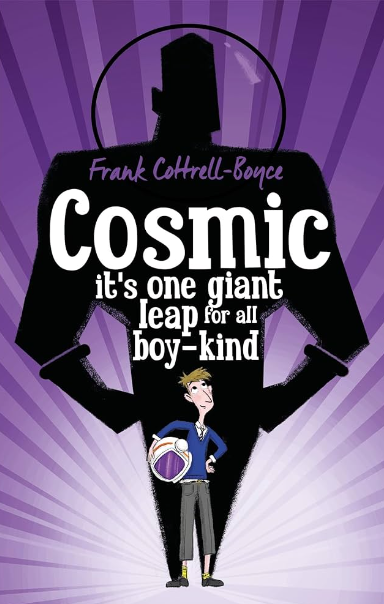 Frank Cottrell-Boyce
Cosmic
it's one giant
leap for all
boy-kind